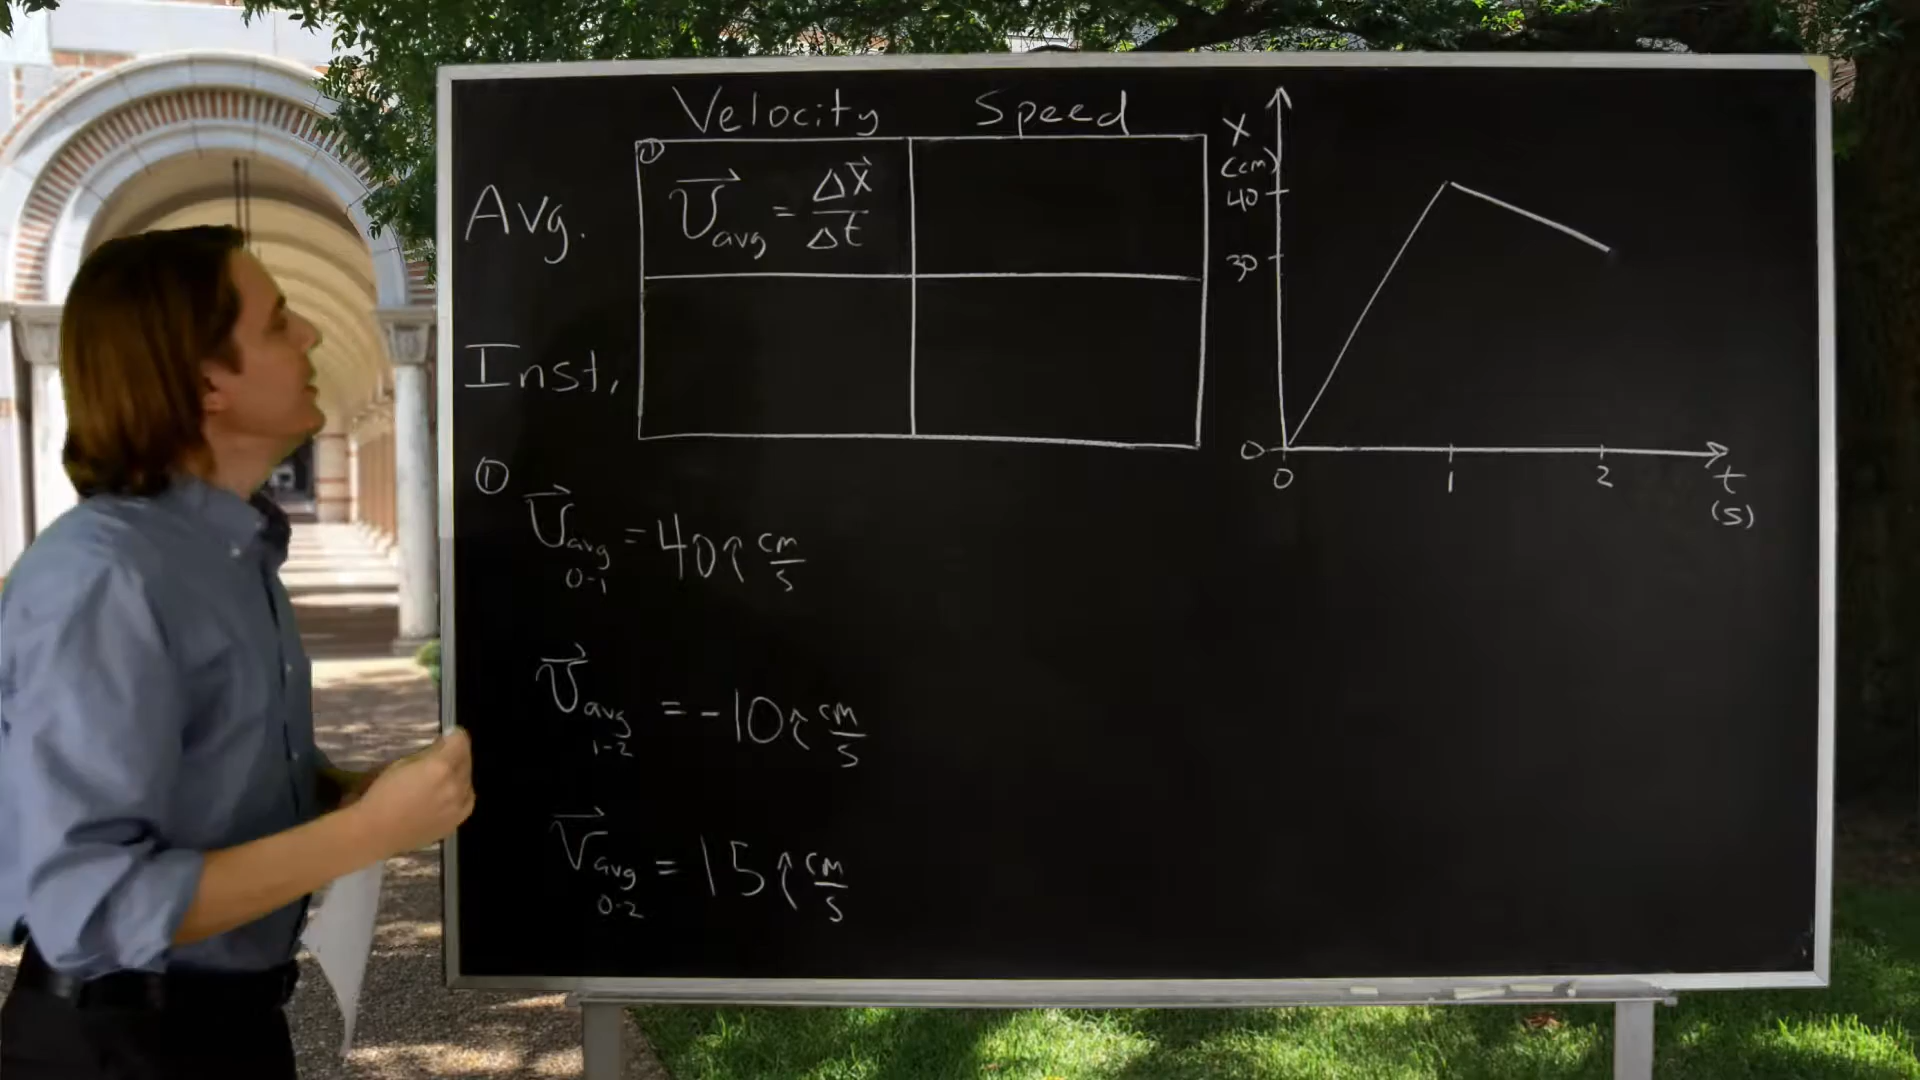 Velocity Speed
Avg.
①
v⃗avg = Δx⃗/Δt
Inst.
X
(cm)
40
30
0
0 1 2 t
(s)
①
v⃗avg 0-1 = 40 î cm/s
v⃗avg 1-2 = -10 î cm/s
v⃗avg 0-2 = 15 î cm/s